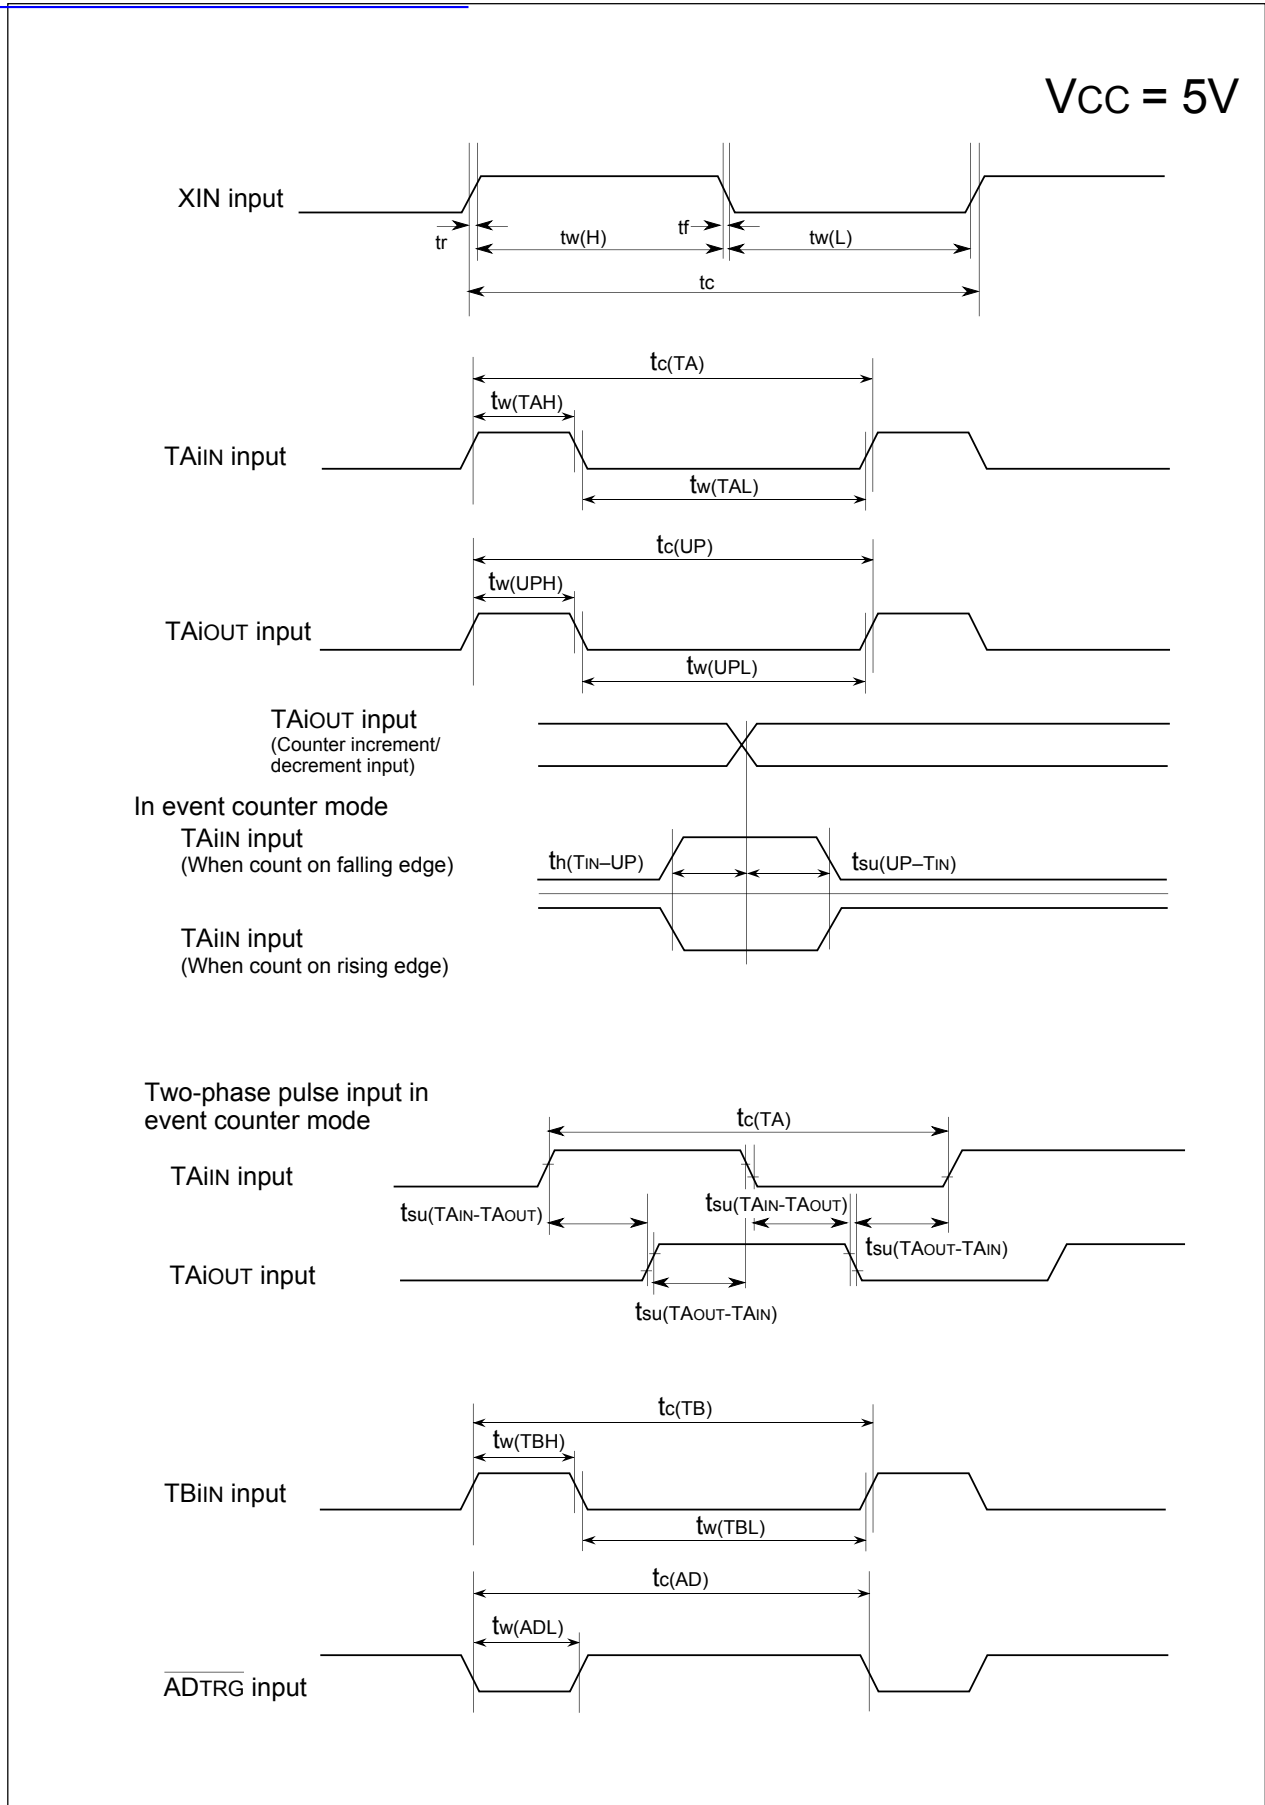 VCC = 5V
XIN input
tr
tw(H)
tf
tw(L)
tc
tc(TA)
tw(TAH)
TAiIN input
tw(TAL)
tc(UP)
tw(UPH)
TAiOUT input
tw(UPL)
TAiOUT input
(Counter increment/
decrement input)
In event counter mode
TAiIN input
(When count on falling edge)
th(TIN–UP)
tsu(UP–TIN)
TAiIN input
(When count on rising edge)
Two-phase pulse input in
event counter mode
tc(TA)
TAiIN input
tsu(TAIN-TAOUT)
tsu(TAIN-TAOUT)
tsu(TAOUT-TAIN)
TAiOUT input
tsu(TAOUT-TAIN)
tc(TB)
tw(TBH)
TBiIN input
tw(TBL)
tc(AD)
tw(ADL)
ADTRG input